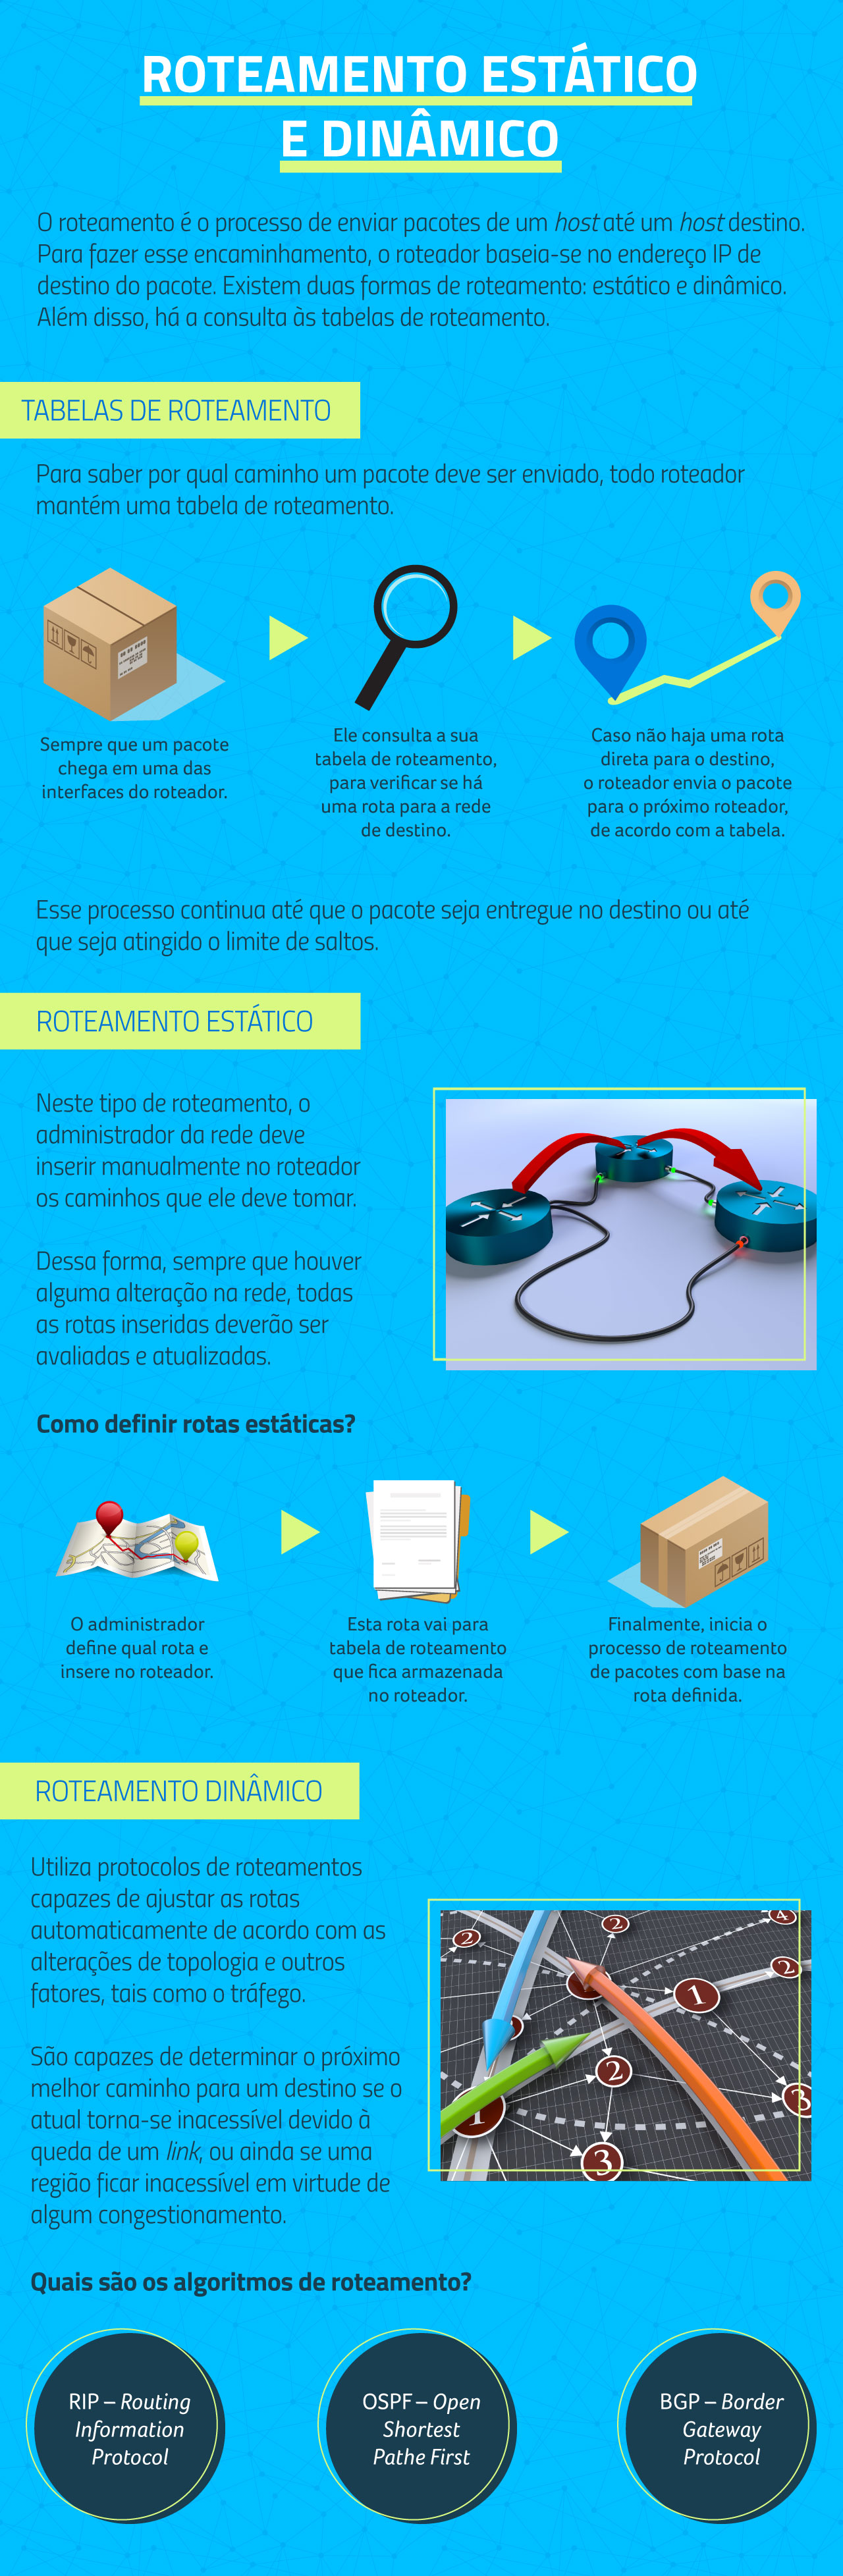 ROTEAMENTO ESTÁTICO
E DINÂMICO
O roteamento é o processo de enviar pacotes de um host até um host destino.
Para fazer esse encaminhamento, o roteador baseia-se no endereço IP de
destino do pacote. Existem duas formas de roteamento: estático e dinâmico.
Além disso, há a consulta às tabelas de roteamento.
TABELAS DE ROTEAMENTO
Para saber por qual caminho um pacote deve ser enviado, todo roteador
mantém uma tabela de roteamento.
Sempre que um pacote
chega em uma das
interfaces do roteador.
Ele consulta a sua
tabela de roteamento,
para verificar se há
uma rota para a rede
de destino.
Caso não haja uma rota
direta para o destino,
o roteador envia o pacote
para o próximo roteador,
de acordo com a tabela.
Esse processo continua até que o pacote seja entregue no destino ou até
que seja atingido o limite de saltos.
ROTEAMENTO ESTÁTICO
Neste tipo de roteamento, o
administrador da rede deve
inserir manualmente no roteador
os caminhos que ele deve tomar.
Dessa forma, sempre que houver
alguma alteração na rede, todas
as rotas inseridas deverão ser
avaliadas e atualizadas.
Como definir rotas estáticas?
O administrador
define qual rota e
insere no roteador.
Esta rota vai para
tabela de roteamento
que fica armazenada
no roteador.
Finalmente, inicia o
processo de roteamento
de pacotes com base na
rota definida.
ROTEAMENTO DINÂMICO
Utiliza protocolos de roteamentos
capazes de ajustar as rotas
automaticamente de acordo com as
alterações de topologia e outros
fatores, tais como o tráfego.
São capazes de determinar o próximo
melhor caminho para um destino se o
atual torna-se inacessível devido à
queda de um link, ou ainda se uma
região ficar inacessível em virtude de
algum congestionamento.
2
2
4
2
1
2
3
1
3
Quais são os algoritmos de roteamento?
RIP – Routing
Information
Protocol
OSPF – Open
Shortest
Pathe First
BGP – Border
Gateway
Protocol